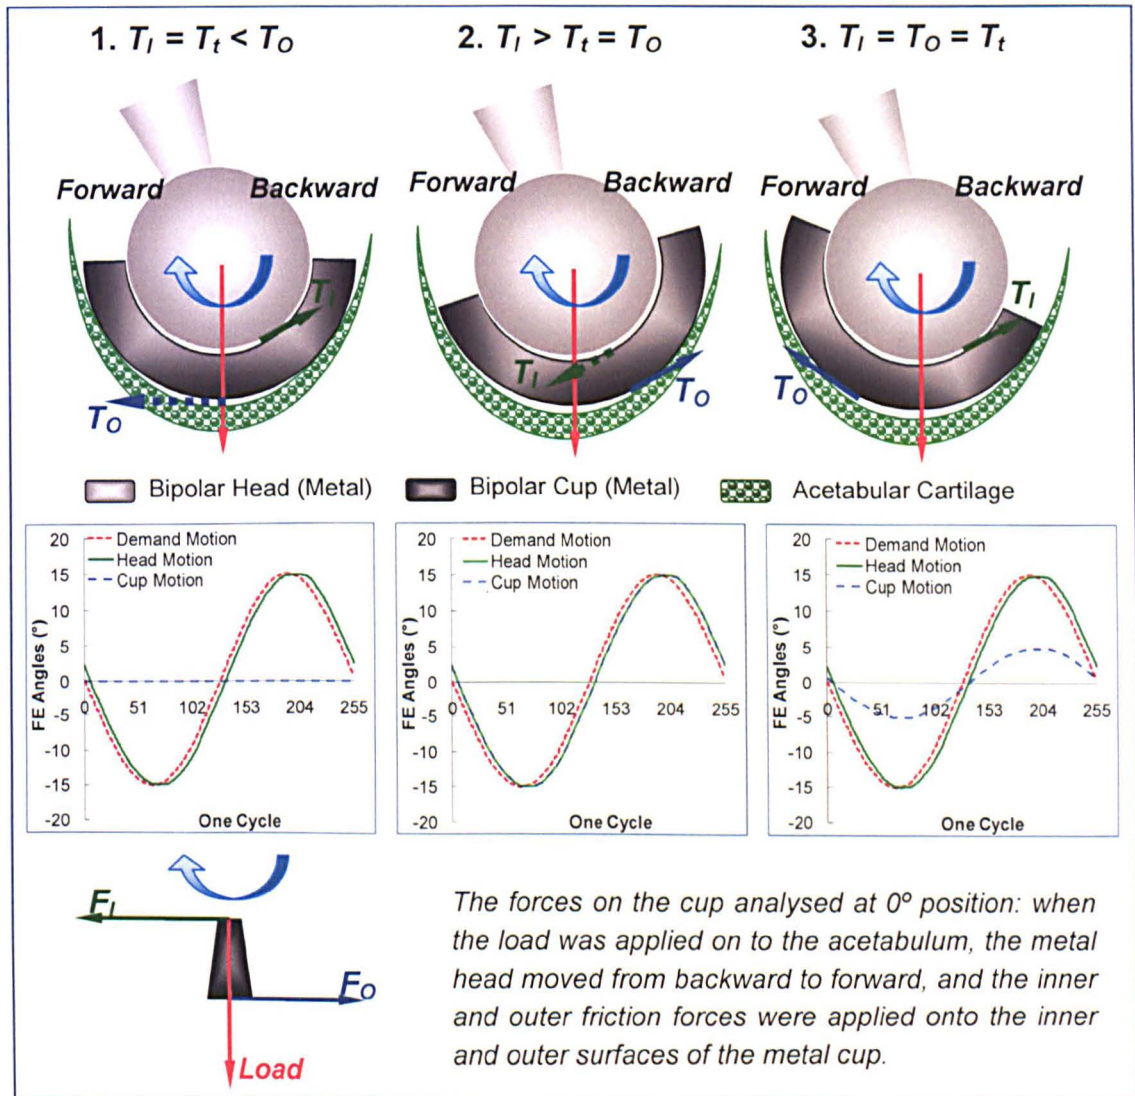 1. T_I = T_t < T_O
2. T_I > T_t = T_O
3. T_I = T_O = T_t
Forward Backward
T_I
T_O
Forward Backward
T_I
T_O
Forward Backward
T_I
T_O
Bipolar Head (Metal)
Bipolar Cup (Metal)
Acetabular Cartilage
FE Angles (°)
20
15
10
5
0
-5
-10
-15
-20
Demand Motion
Head Motion
Cup Motion
0 51 102 153 204 255
One Cycle
FE Angles (°)
20
15
10
5
0
-5
-10
-15
-20
Demand Motion
Head Motion
Cup Motion
0 51 102 153 204 255
One Cycle
FE Angles (°)
20
15
10
5
0
-5
-10
-15
-20
Demand Motion
Head Motion
Cup Motion
0 51 102 153 204 255
One Cycle
F_I
F_O
Load
The forces on the cup analysed at 0º position: when
the load was applied on to the acetabulum, the metal
head moved from backward to forward, and the inner
and outer friction forces were applied onto the inner
and outer surfaces of the metal cup.